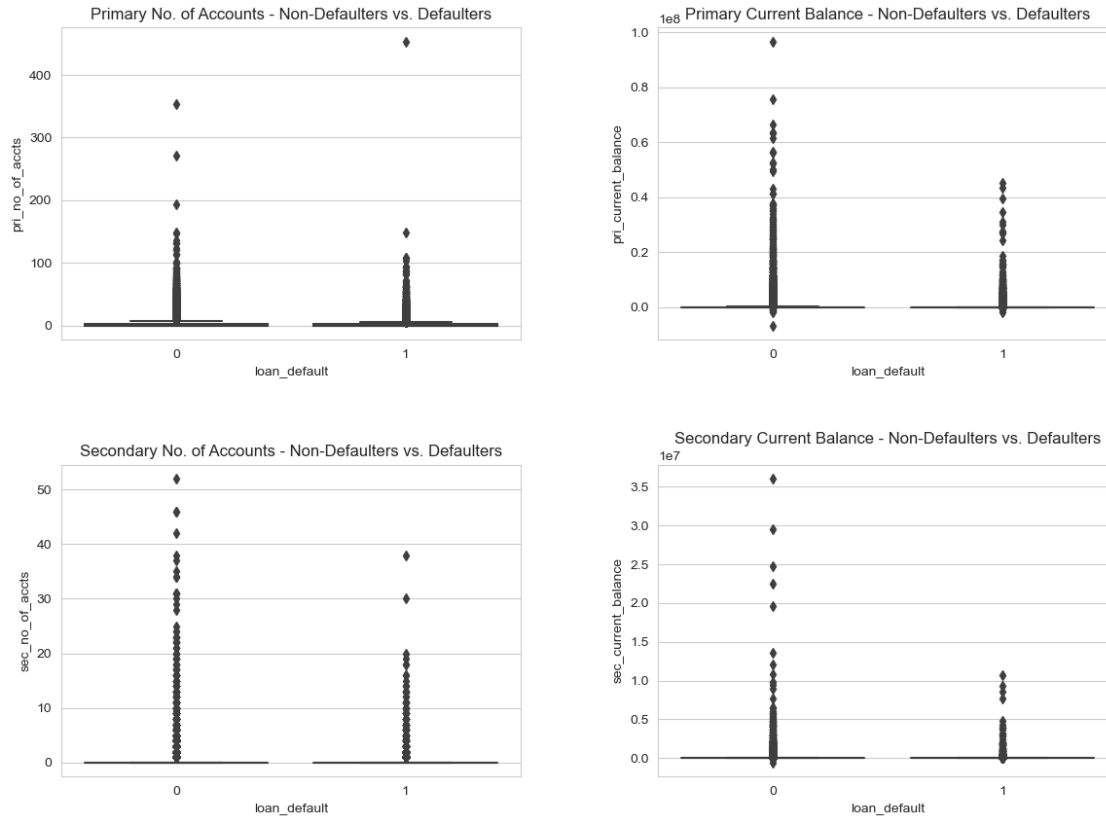 Primary No. of Accounts - Non-Defaulters vs. Defaulters
400
300
200
100
0
pri_no_of_accts
0 1
loan_default
Primary Current Balance - Non-Defaulters vs. Defaulters
1e8
1.0
0.8
0.6
0.4
0.2
0.0
pri_current_balance
0 1
loan_default
Secondary No. of Accounts - Non-Defaulters vs. Defaulters
50
40
30
20
10
0
sec_no_of_accts
0 1
loan_default
Secondary Current Balance - Non-Defaulters vs. Defaulters
1e7
3.5
3.0
2.5
2.0
1.5
1.0
0.5
0.0
sec_current_balance
0 1
loan_default